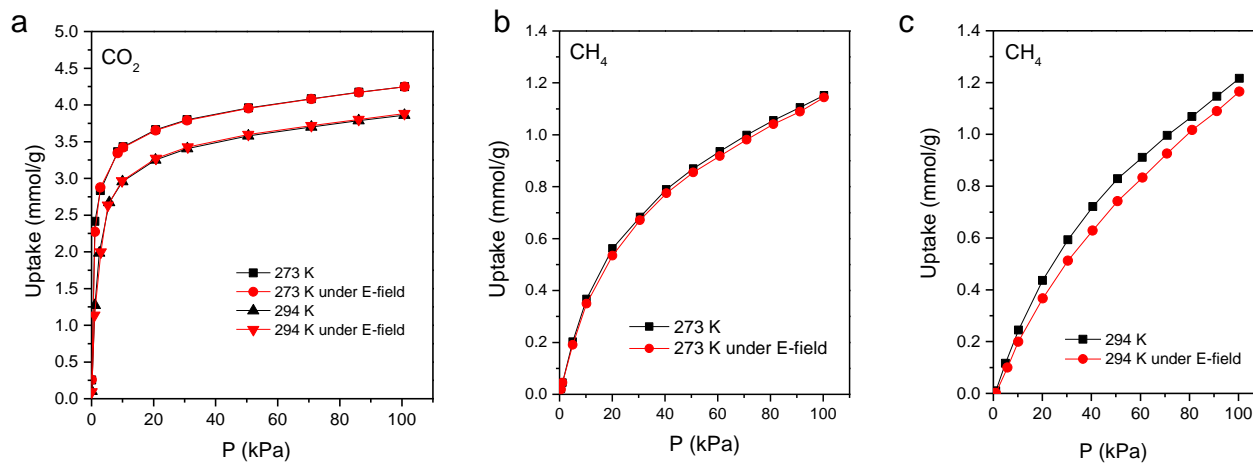 a
CO2
Uptake (mmol/g)
5.0
4.5
4.0
3.5
3.0
2.5
2.0
1.5
1.0
0.5
0.0
273 K
273 K under E-field
294 K
294 K under E-field
0 20 40 60 80 100
P (kPa)
b
CH4
Uptake (mmol/g)
1.4
1.2
1.0
0.8
0.6
0.4
0.2
0.0
273 K
273 K under E-field
0 20 40 60 80 100
P (kPa)
c
CH4
Uptake (mmol/g)
1.4
1.2
1.0
0.8
0.6
0.4
0.2
0.0
294 K
294 K under E-field
0 20 40 60 80 100
P (kPa)